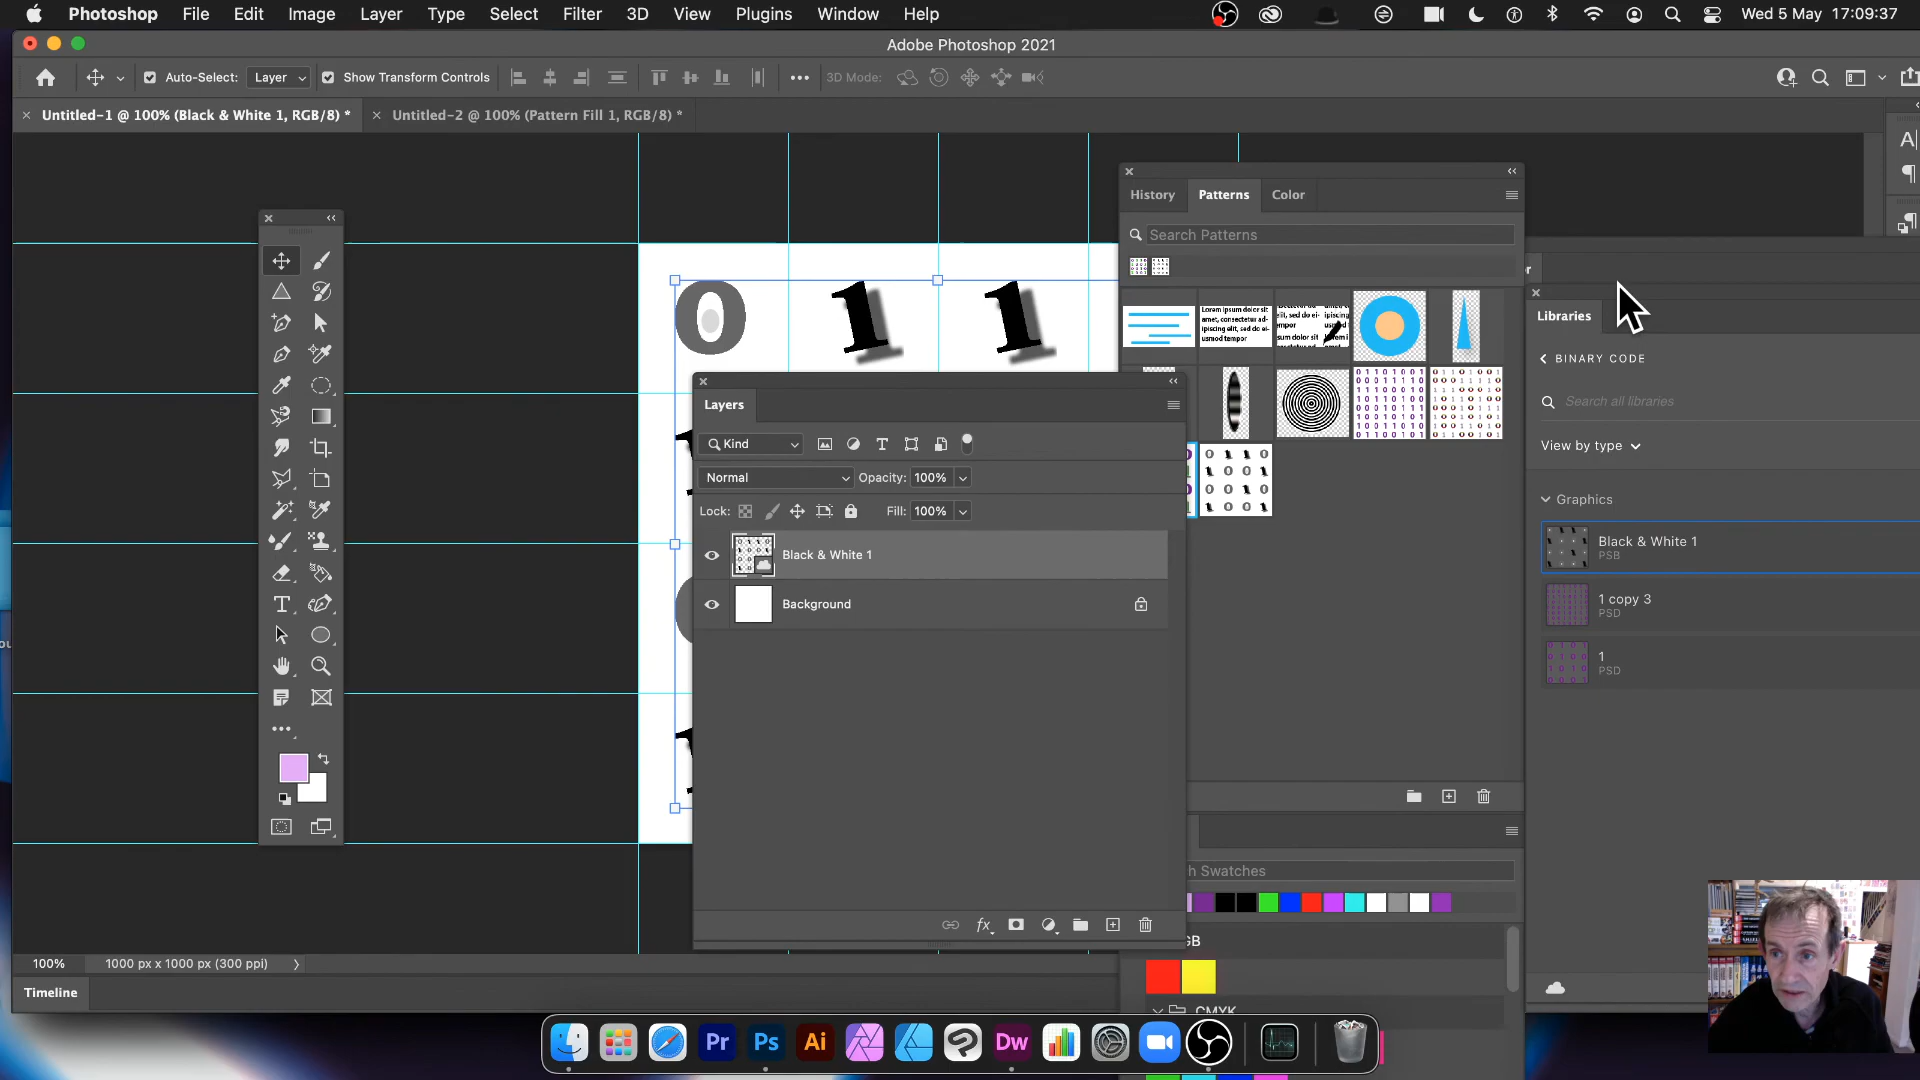 Photoshop File Edit Image Layer Type Select Filter 3D View Plugins Window Help Wed 5 May 17:09:37
Adobe Photoshop 2021
Auto-Select: Layer Show Transform Controls 3D Mode:
Untitled-1 @ 100% (Black & White 1, RGB/8) * Untitled-2 @ 100% (Pattern Fill 1, RGB/8) *
History Patterns Color
Search Patterns
0 1 1
Libraries
BINARY CODE
Search all libraries
View by type
Graphics
Black & White 1
PSB
1 copy 3
PSD
1
PSD
Layers
Kind
Normal Opacity: 100%
Lock: Fill: 100%
Black & White 1
Background
h Swatches
GB
CMYK
100% 1000 px x 1000 px (300 ppi)
Timeline
Pr Ps Ai Dw